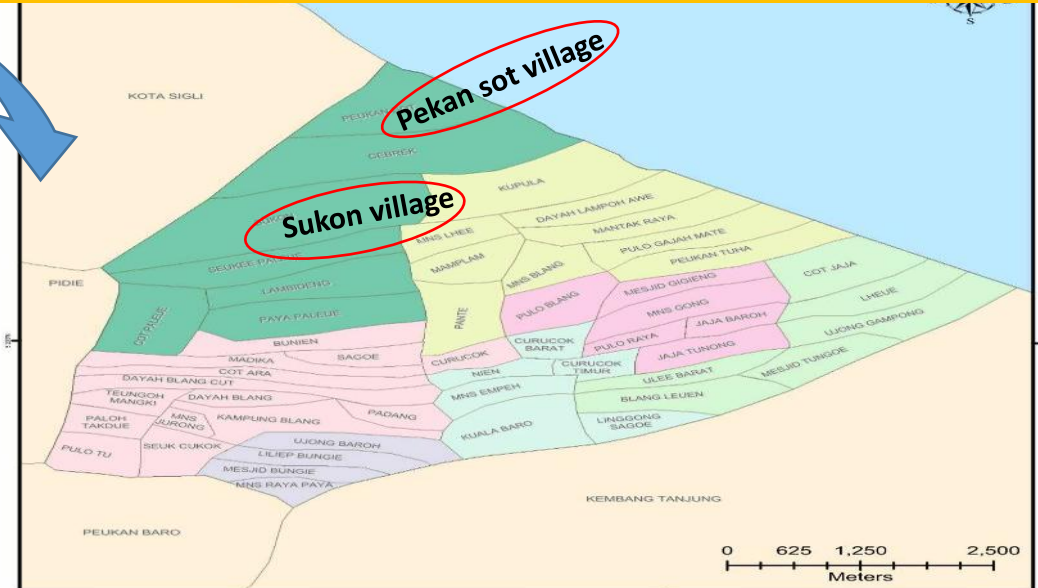 S
KOTA SIGLI
Pekan sot village
CEBREK
KUPULA
Sukon village
DAYAH LAMPOH AWE
MANTAK RAYA
MNS LHEE
PULO GAJAH MATE
MAMPLAM
PEUKAN TUHA
MNS BLANG
COT JAJA
PIDIE
LAMBIDENG
MESJID GIGIENG
LHEUE
PULO BLANG
MNS GONG
PAYA PALEUE
PANTE
JAJA BAROH
UJONG GAMPONG
COT PALEUE
BUNIEN
PULO RAYA
CURUCOK
BARAT
MADIKA
SAGOE
CURUCOK
JAJA TUNONG
MESJID TUNGOE
COT ARA
NIEN
CURUCOK
TIMUR
ULEE BARAT
DAYAH BLANG CUT
MNS EMPEH
BLANG LEUEN
TEUNGOH
MANGKI
DAYAH BLANG
PADANG
PALOH
TAKDUE
MNS
JURONG
KAMPUNG BLANG
LINGGONG
SAGOE
KUALA BARO
PULO TU
SEUK CUKOK
UJONG BAROH
LILIEP BUNGIE
MESJID BUNGIE
MNS RAYA PAYA
KEMBANG TANJUNG
PEUKAN BARO
0 625 1,250 2,500
Meters